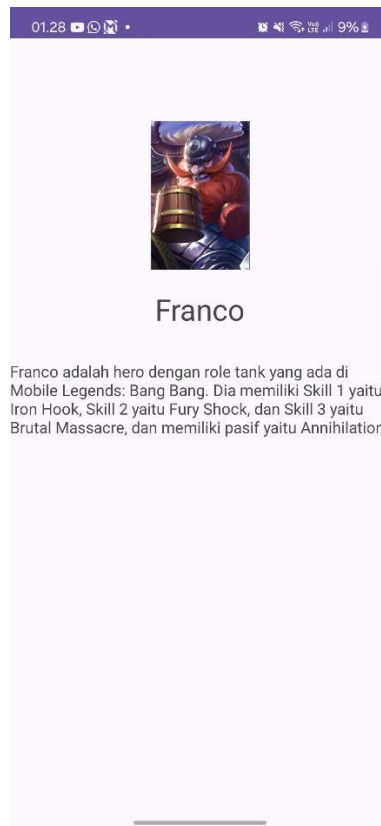 01.28
9%
Franco
Franco adalah hero dengan role tank yang ada di
Mobile Legends: Bang Bang. Dia memiliki Skill 1 yaitu
Iron Hook, Skill 2 yaitu Fury Shock, dan Skill 3 yaitu
Brutal Massacre, dan memiliki pasif yaitu Annihilation